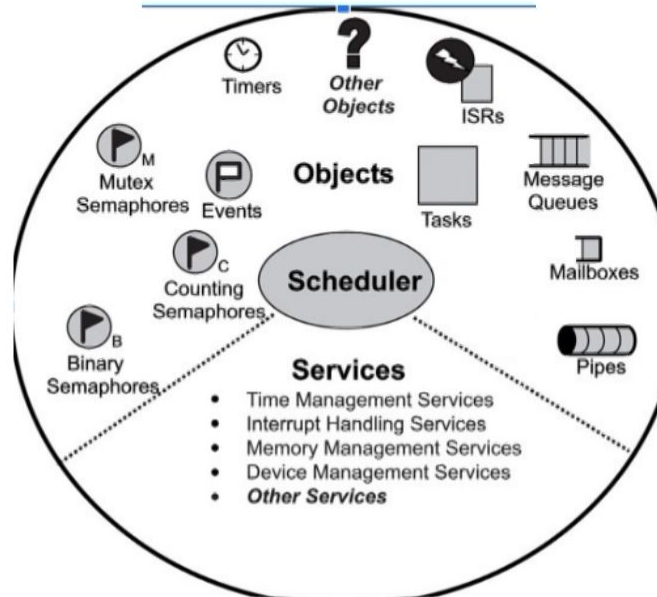 Timers
?
Other
Objects
ISRs
M
Mutex
Semaphores
Events
Objects
Tasks
Message
Queues
C
Counting
Semaphores
Scheduler
Mailboxes
B
Binary
Semaphores
Pipes
Services
• Time Management Services
• Interrupt Handling Services
• Memory Management Services
• Device Management Services
• Other Services